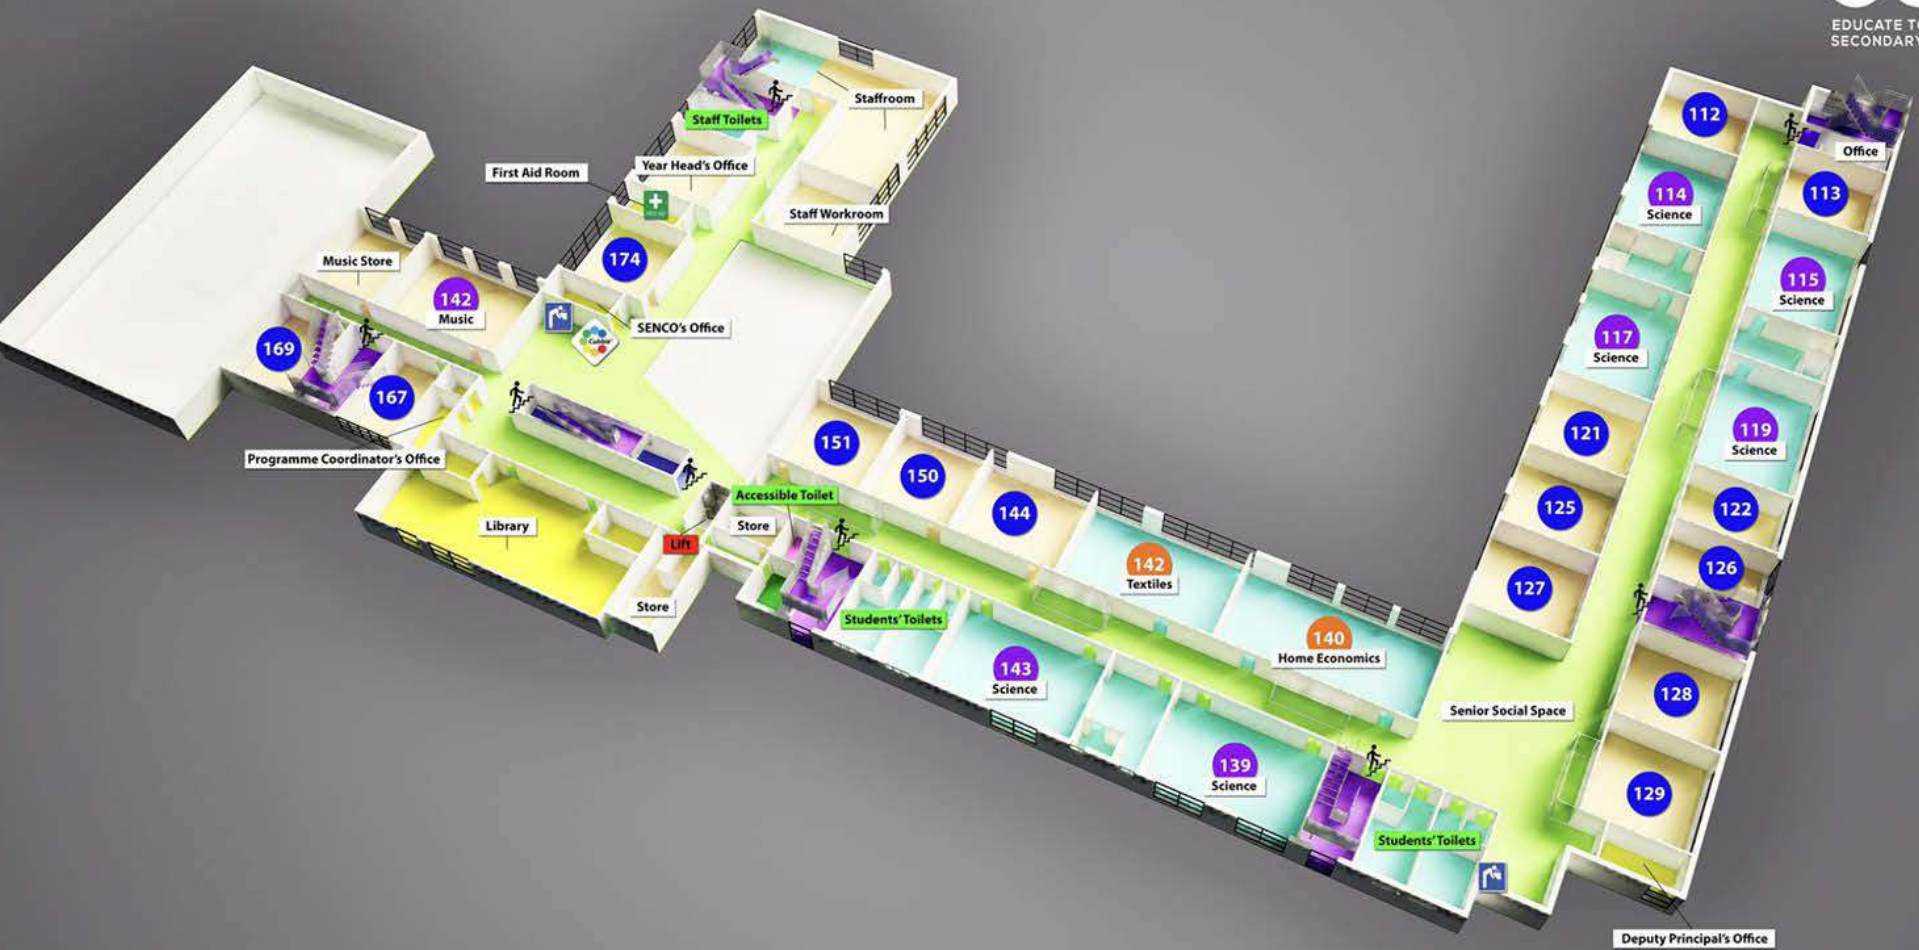 EDUCATE
SECONDARY
Staffroom
Staff Toilets
Year Head's Office
First Aid Room
Staff Workroom
174
Music Store
142
Music
SENCO's Office
Cubbie
169
167
Programme Coordinator's Office
Library
Lift
Accessible Toilet
Store
Store
151
150
144
142
Textiles
140
Home Economics
Students' Toilets
143
Science
139
Science
Students' Toilets
Senior Social Space
112
Office
113
114
Science
115
Science
117
Science
119
Science
121
122
125
126
127
128
129
Deputy Principal's Office